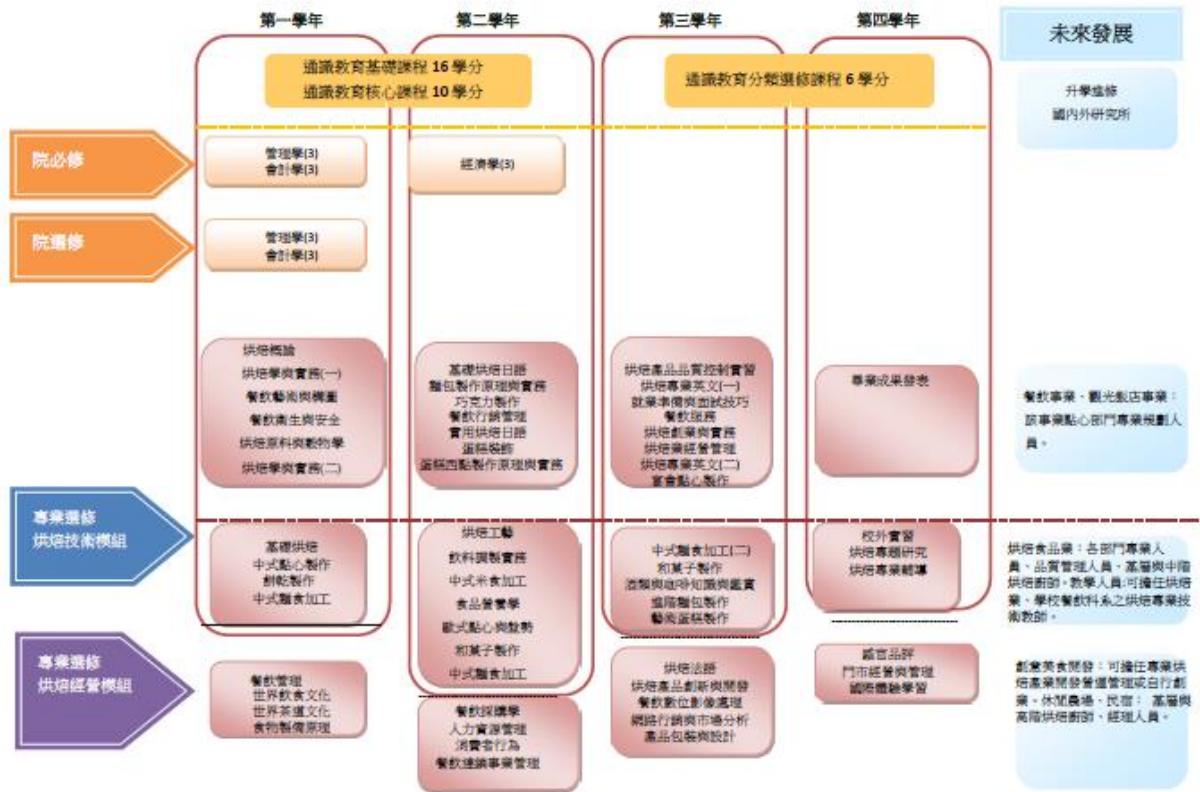 第一學年
第二學年
第三學年
第四學年
未來發展
通識教育基礎課程 16 學分
通識教育核心課程 10 學分
通識教育分類選修課程 6 學分
升學進修
國內外研究所
院必修
管理學(3)
會計學(3)
經濟學(3)
院選修
管理學(3)
會計學(3)
烘焙概論
烘焙學與實務(一)
餐飲藝術與構圖
餐飲衛生與安全
烘焙原料與穀物學
烘焙學與實務(二)
基礎烘焙日語
麵包製作原理與實務
巧克力製作
餐飲行銷管理
實用烘焙日語
蛋糕裝飾
蛋糕西點製作原理與實務
烘焙產品品質控制實習
烘焙專業英文(一)
就業準備與面試技巧
餐飲服務
烘焙創業與實務
烘焙業經營管理
烘焙專業英文(二)
宴會點心製作
畢業成果發表
餐飲事業、觀光飯店事業：
該事業點心部門專業規劃人
員。
專業選修
烘焙技術模組
基礎烘焙
中式點心製作
餅乾製作
中式麵食加工
烘焙工藝
飲料調製實務
中式米食加工
食品營養學
歐式點心與盤飾
和菓子製作
中式麵食加工
中式麵食加工(二)
和菓子製作
酒類與咖啡知識與鑑賞
進階麵包製作
藝術蛋糕製作
校外實習
烘焙專題研究
烘焙專業輔導
烘焙食品業：各部門專業人
員、品質管理人員、基層與中階
烘焙廚師。教學人員:可擔任烘焙
業、學校餐飲科系之烘焙專業技
術教師。
專業選修
烘焙經營模組
餐飲管理
世界飲食文化
世界茶道文化
食物製備原理
餐飲採購學
人力資源管理
消費者行為
餐飲連鎖事業管理
烘焙法語
烘焙產品創新與開發
餐飲數位影像處理
網路行銷與市場分析
產品包裝與設計
感官品評
門市經營與管理
國際體驗學習
創意美食開發：可擔任專業烘
焙產業開發營運管理或自行創
業、休閒農場、民宿： 基層與
高階烘焙廚師、經理人員。